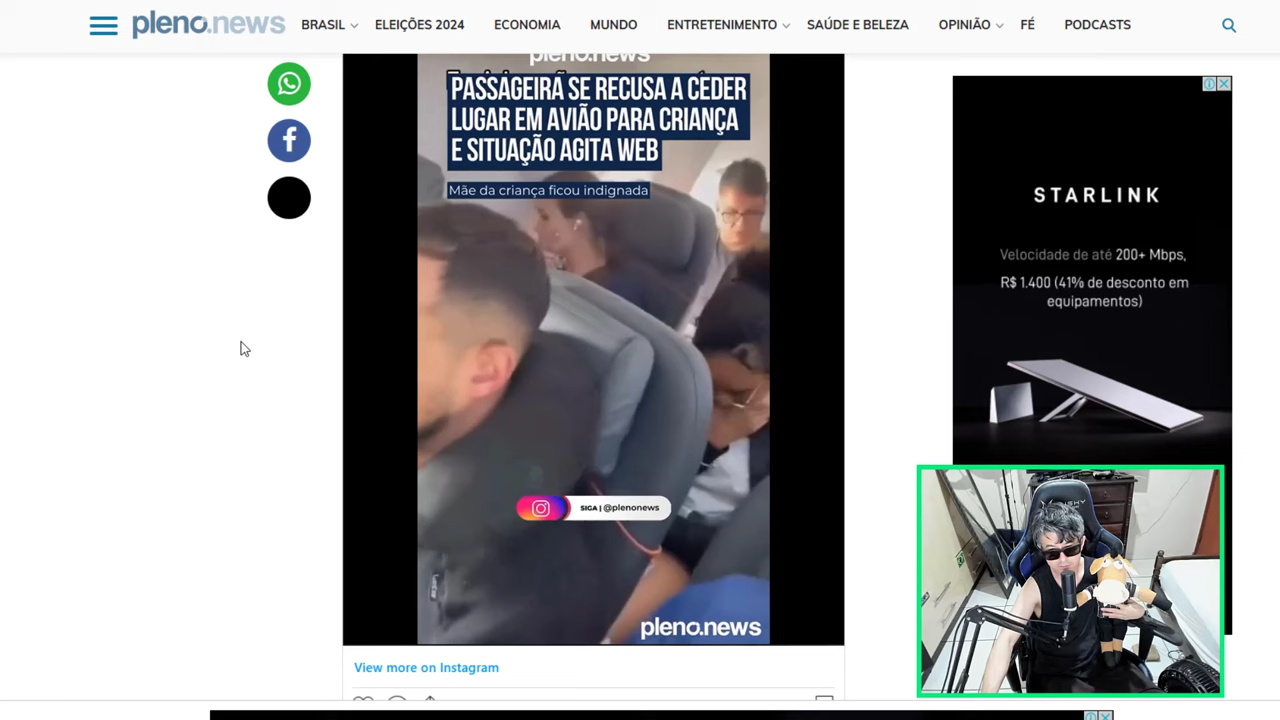 pleno.news
BRASIL
ELEIÇÕES 2024
ECONOMIA
MUNDO
ENTRETENIMENTO
SAÚDE E BELEZA
OPINIÃO
FÉ
PODCASTS
pleno.news
PASSAGEIRA SE RECUSA A CEDER
LUGAR EM AVIÃO PARA CRIANÇA
E SITUAÇÃO AGITA WEB
Mãe da criança ficou indignada
SIGA | @plenonews
pleno.news
View more on Instagram
STARLINK
Velocidade de até 200+ Mbps,
R$ 1.400 (41% de desconto em
equipamentos)